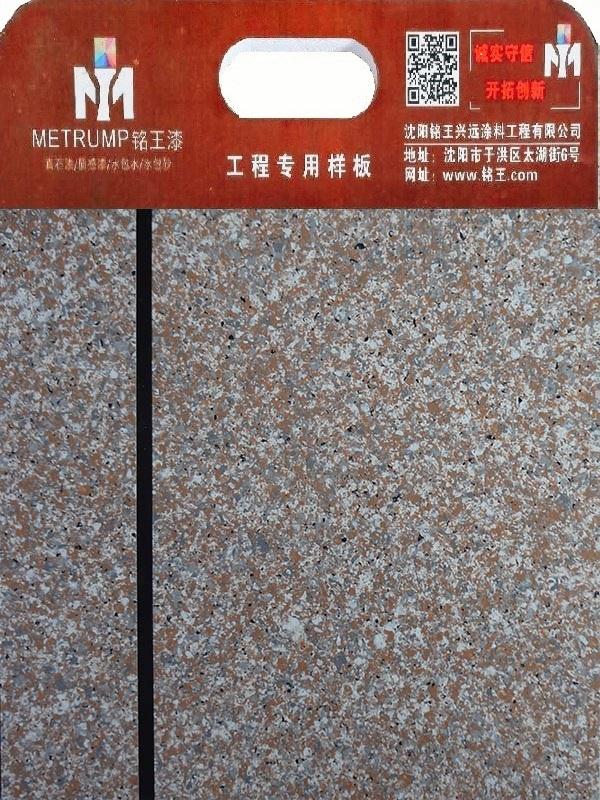 METRUMP铭王漆
真石漆/质感漆/水包水/水包砂
工程专用样板
诚实守信
开拓创新
沈阳铭王兴远涂料工程有限公司
地址：沈阳市于洪区太湖街6号
网址：www.铭王.com